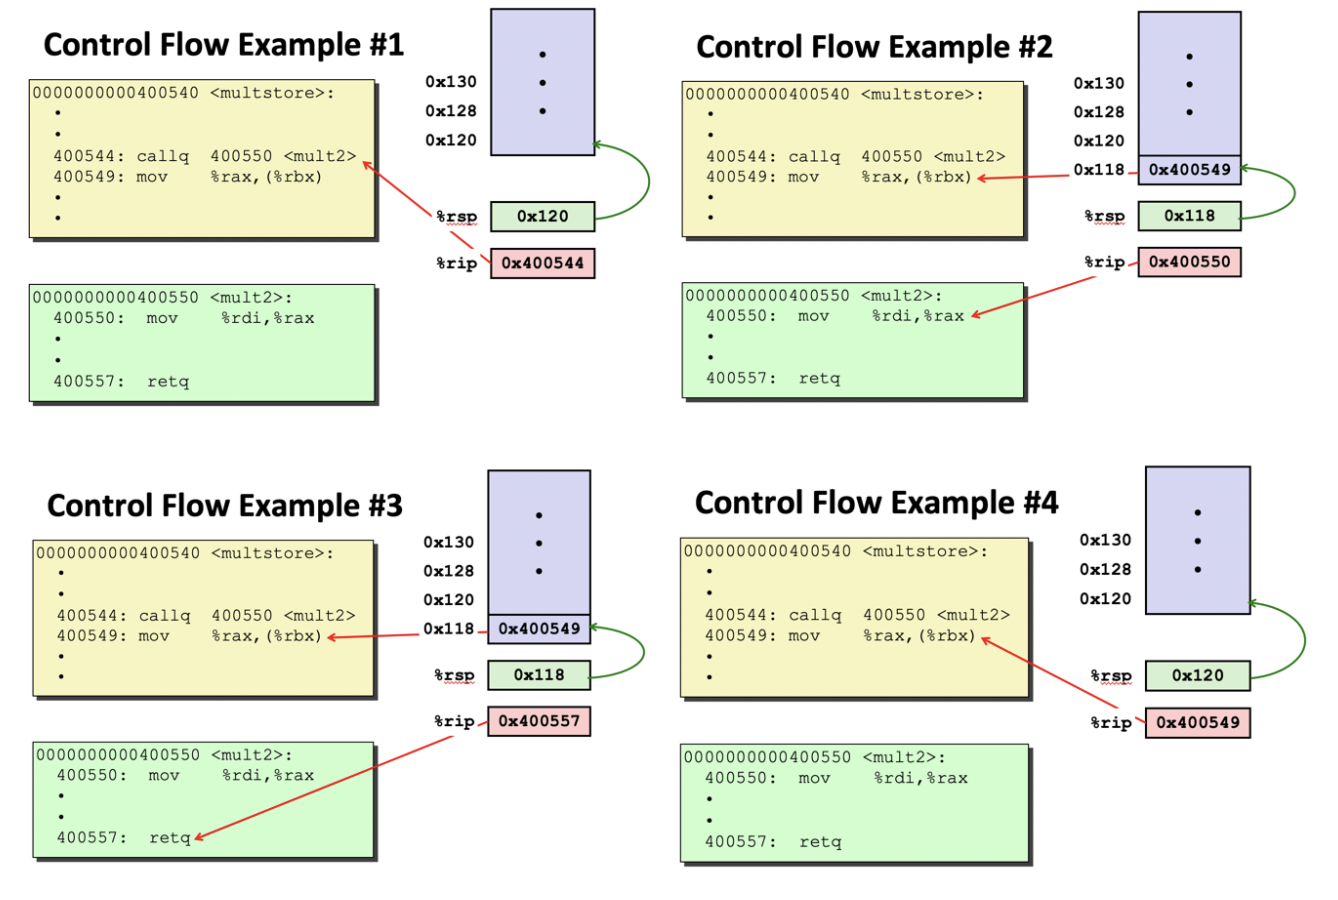 Control Flow Example #1
0000000000400540 <multstore>:
•
•
400544: callq 400550 <mult2>
400549: mov %rax,(%rbx)
•
•
0000000000400550 <mult2>:
400550: mov %rdi,%rax
•
•
400557: retq
•
0x130 •
0x128 •
0x120
%rsp 0x120
%rip 0x400544
Control Flow Example #2
0000000000400540 <multstore>:
•
•
400544: callq 400550 <mult2>
400549: mov %rax,(%rbx)
•
•
0000000000400550 <mult2>:
400550: mov %rdi,%rax
•
•
400557: retq
•
0x130 •
0x128 •
0x120
0x118 0x400549
%rsp 0x118
%rip 0x400550
Control Flow Example #3
0000000000400540 <multstore>:
•
•
400544: callq 400550 <mult2>
400549: mov %rax,(%rbx)
•
•
0000000000400550 <mult2>:
400550: mov %rdi,%rax
•
•
400557: retq
•
0x130 •
0x128 •
0x120
0x118 0x400549
%rsp 0x118
%rip 0x400557
Control Flow Example #4
0000000000400540 <multstore>:
•
•
400544: callq 400550 <mult2>
400549: mov %rax,(%rbx)
•
•
0000000000400550 <mult2>:
400550: mov %rdi,%rax
•
•
400557: retq
•
0x130 •
0x128 •
0x120
%rsp 0x120
%rip 0x400549